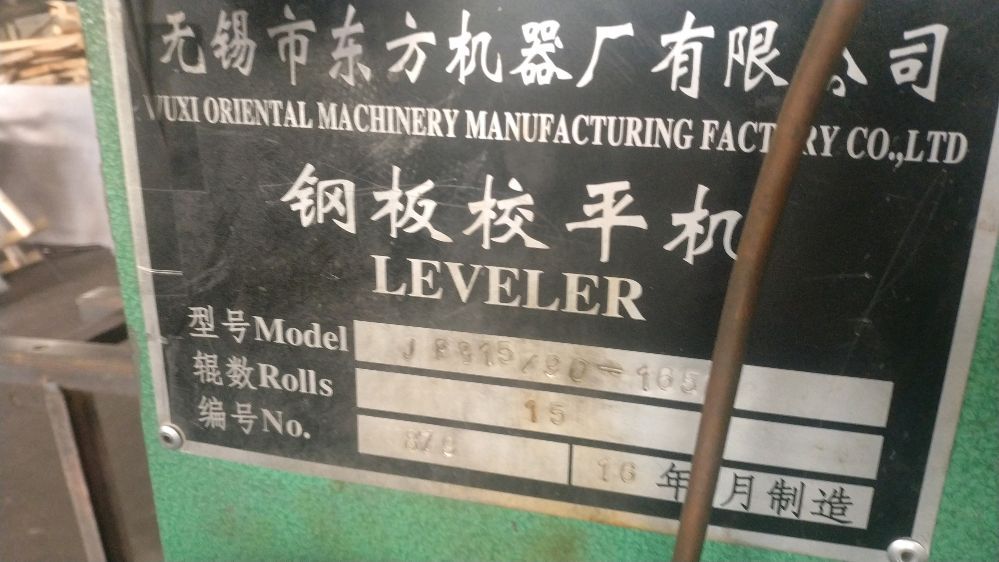 无锡市东方机器厂有限公司
WUXI ORIENTAL MACHINERY MANUFACTURING FACTORY CO.,LTD
钢板校平机
LEVELER
型号Model
辊数Rolls 15
编号No.
16年 月制造